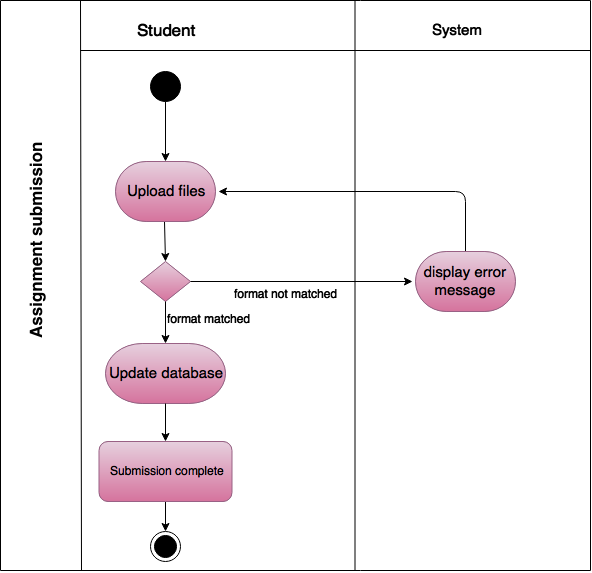 Student
System
Assignment submission
Upload files
display error
message
format not matched
format matched
Update database
Submission complete